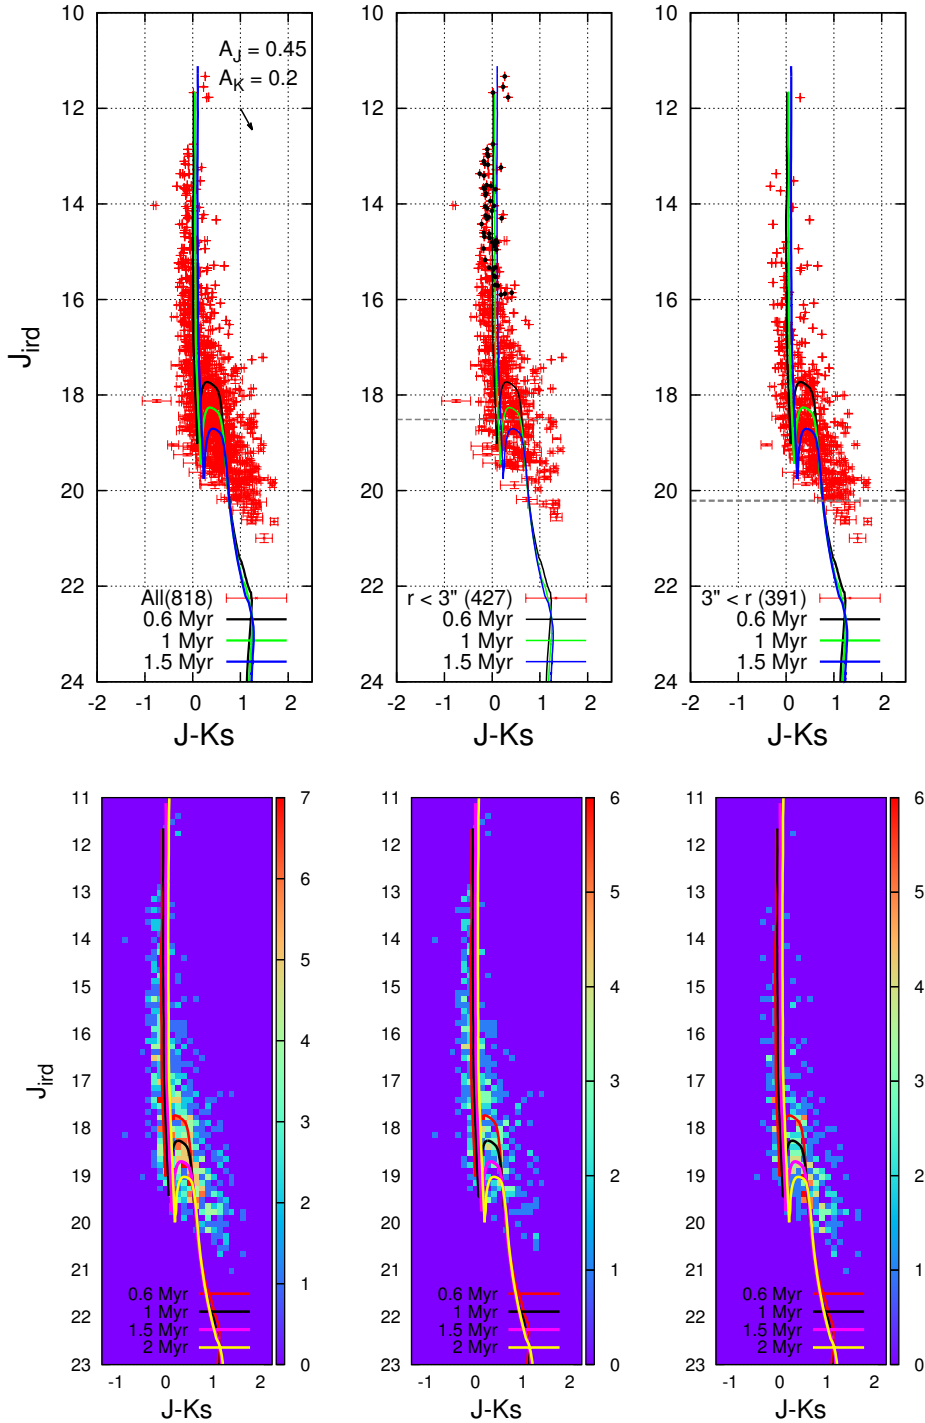 10
12
14
16
18
20
22
24
-2 -1 0 1 2
J-Ks
J_ird
A_J = 0.45
A_K = 0.2
All(818)
0.6 Myr
1 Myr
1.5 Myr
10
12
14
16
18
20
22
24
-2 -1 0 1 2
J-Ks
r < 3" (427)
0.6 Myr
1 Myr
1.5 Myr
10
12
14
16
18
20
22
24
-2 -1 0 1 2
J-Ks
3" < r (391)
0.6 Myr
1 Myr
1.5 Myr
11
12
13
14
15
16
17
18
19
20
21
22
23
-1 0 1 2
J-Ks
J_ird
0.6 Myr
1 Myr
1.5 Myr
2 Myr
7
6
5
4
3
2
1
0
11
12
13
14
15
16
17
18
19
20
21
22
23
-1 0 1 2
J-Ks
0.6 Myr
1 Myr
1.5 Myr
2 Myr
6
5
4
3
2
1
0
11
12
13
14
15
16
17
18
19
20
21
22
23
-1 0 1 2
J-Ks
0.6 Myr
1 Myr
1.5 Myr
2 Myr
6
5
4
3
2
1
0